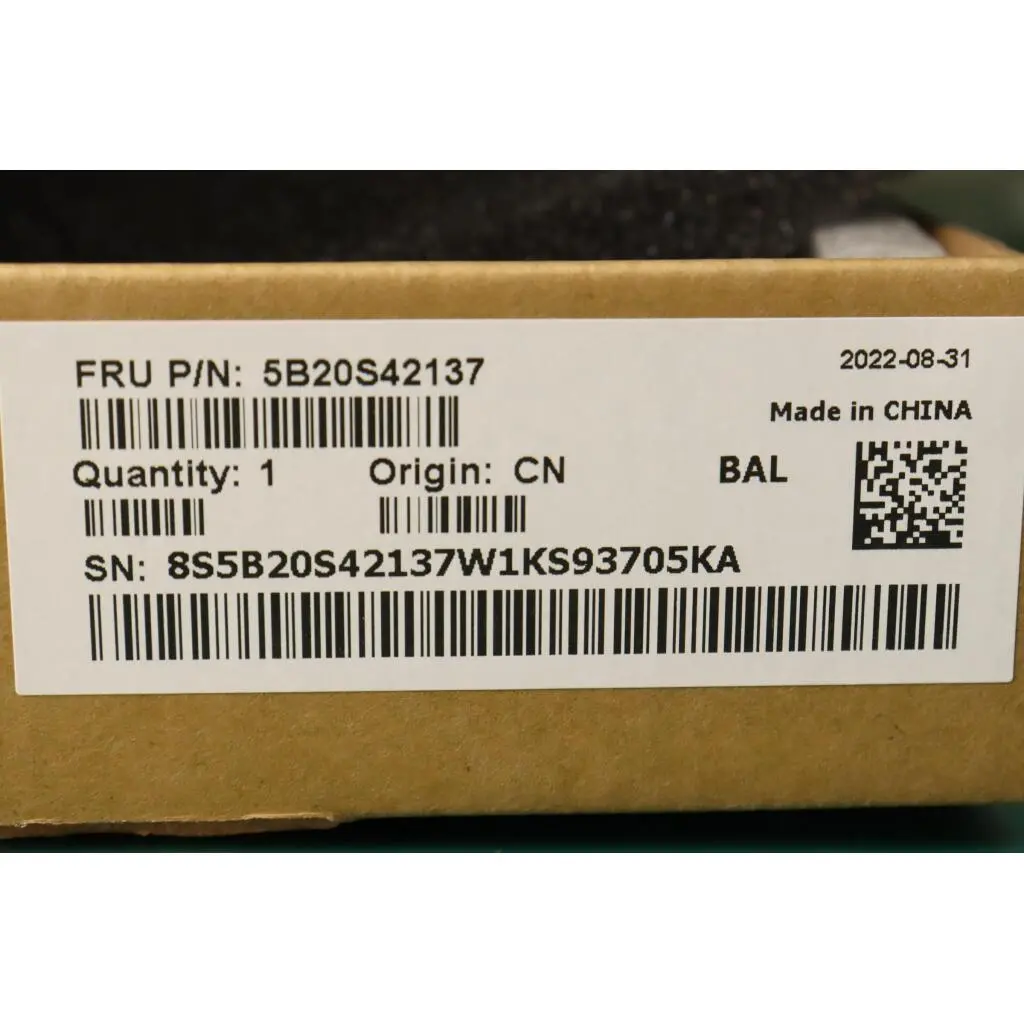 FRU P/N: 5B20S42137
2022-08-31
Made in CHINA
Quantity: 1 Origin: CN BAL
SN: 8S5B20S42137W1KS93705KA